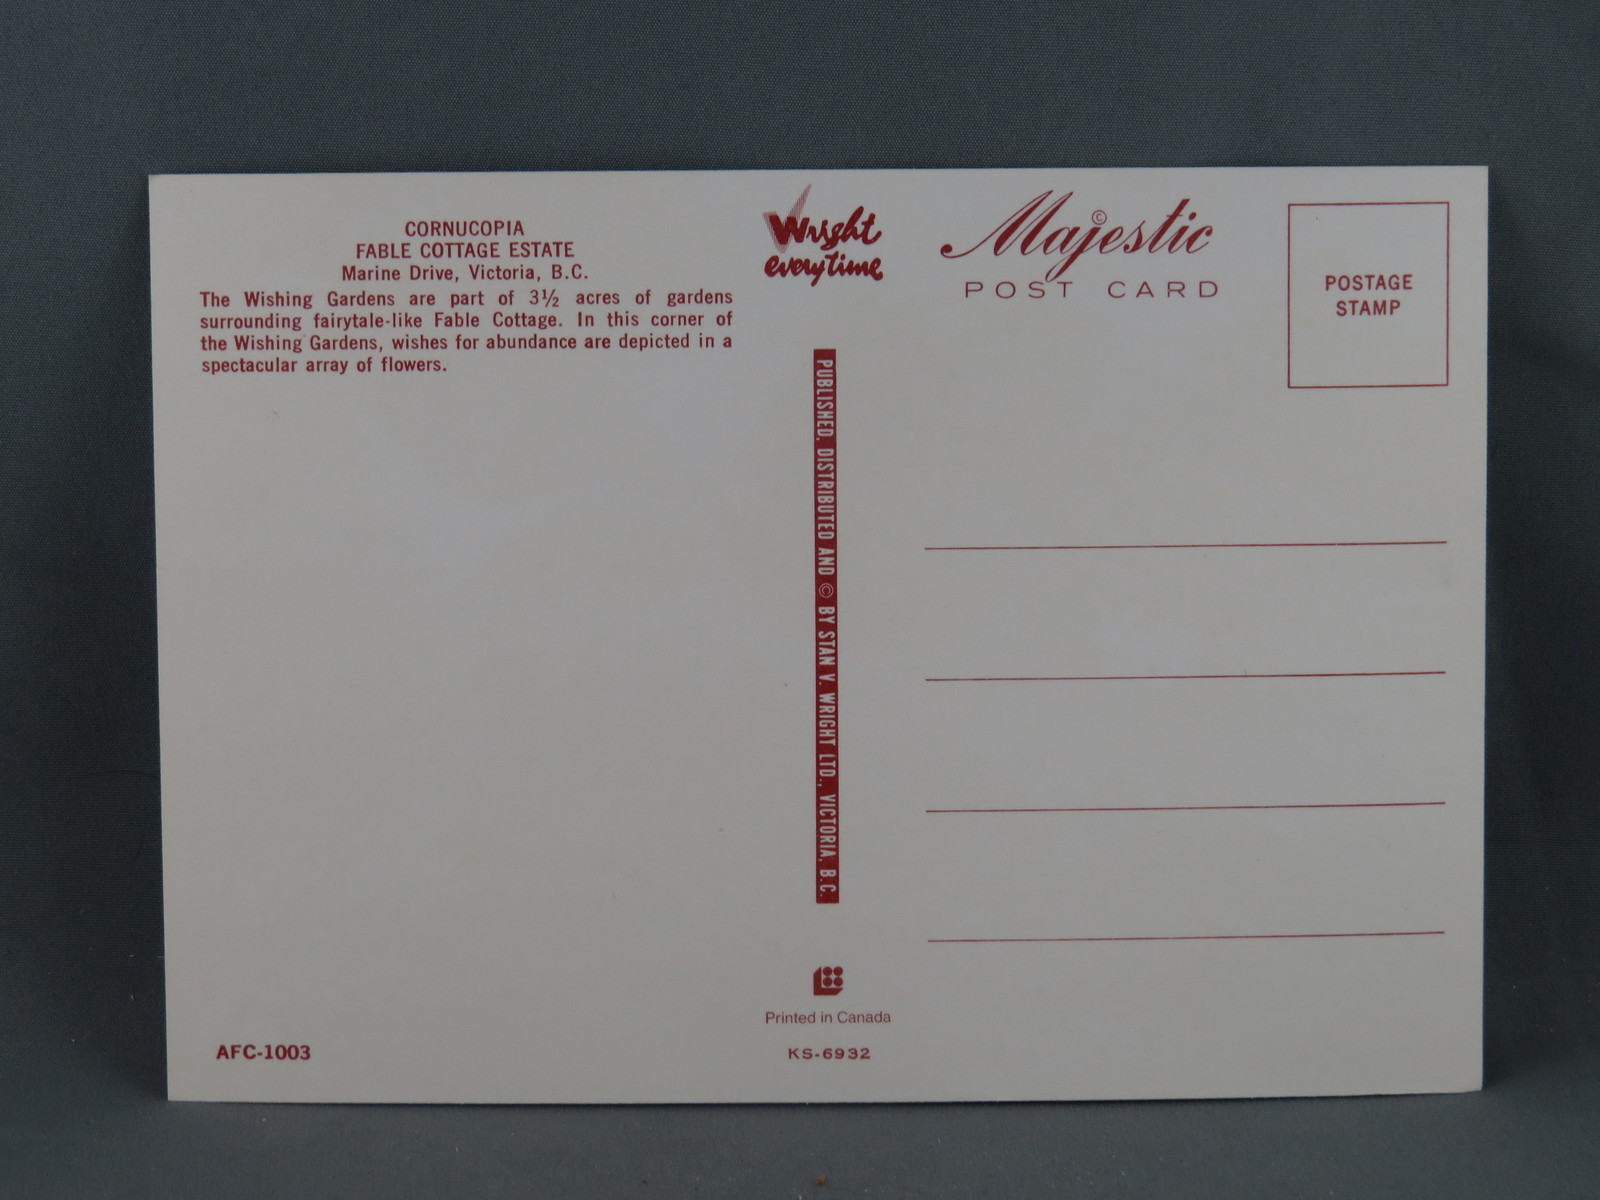 CORNUCOPIA
FABLE COTTAGE ESTATE
Marine Drive, Victoria, B.C.
The Wishing Gardens are part of 3½ acres of gardens
surrounding fairytale-like Fable Cottage. In this corner of
the Wishing Gardens, wishes for abundance are depicted in a
spectacular array of flowers.
AFC-1003
Wright
everytime
PUBLISHED, DISTRIBUTED AND © BY STAN V. WRIGHT LTD., VICTORIA, B.C.
Printed in Canada
KS-6932
Majestic ©
POST CARD
POSTAGE
STAMP